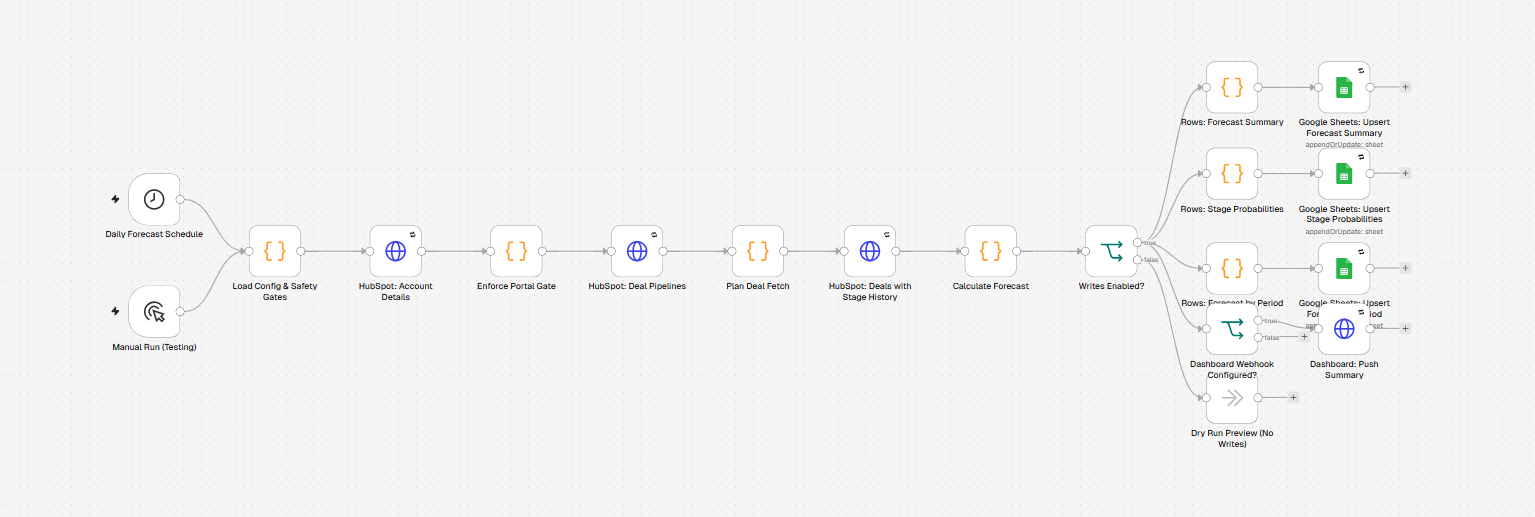 Daily Forecast Schedule
Manual Run (Testing)
Load Config & Safety
Gates
HubSpot: Account
Details
Enforce Portal Gate
HubSpot: Deal Pipelines
Plan Deal Fetch
HubSpot: Deals with
Stage History
Calculate Forecast
Writes Enabled?
true
false
Rows: Forecast Summary
Google Sheets: Upsert
Forecast Summary
appendOrUpdate: sheet
Rows: Stage Probabilities
Google Sheets: Upsert
Stage Probabilities
appendOrUpdate: sheet
Rows: Forecast by Period
Google Sheets: Upsert
true
false
Dashboard Webhook
Configured?
Dashboard: Push
Summary
Dry Run Preview (No
Writes)